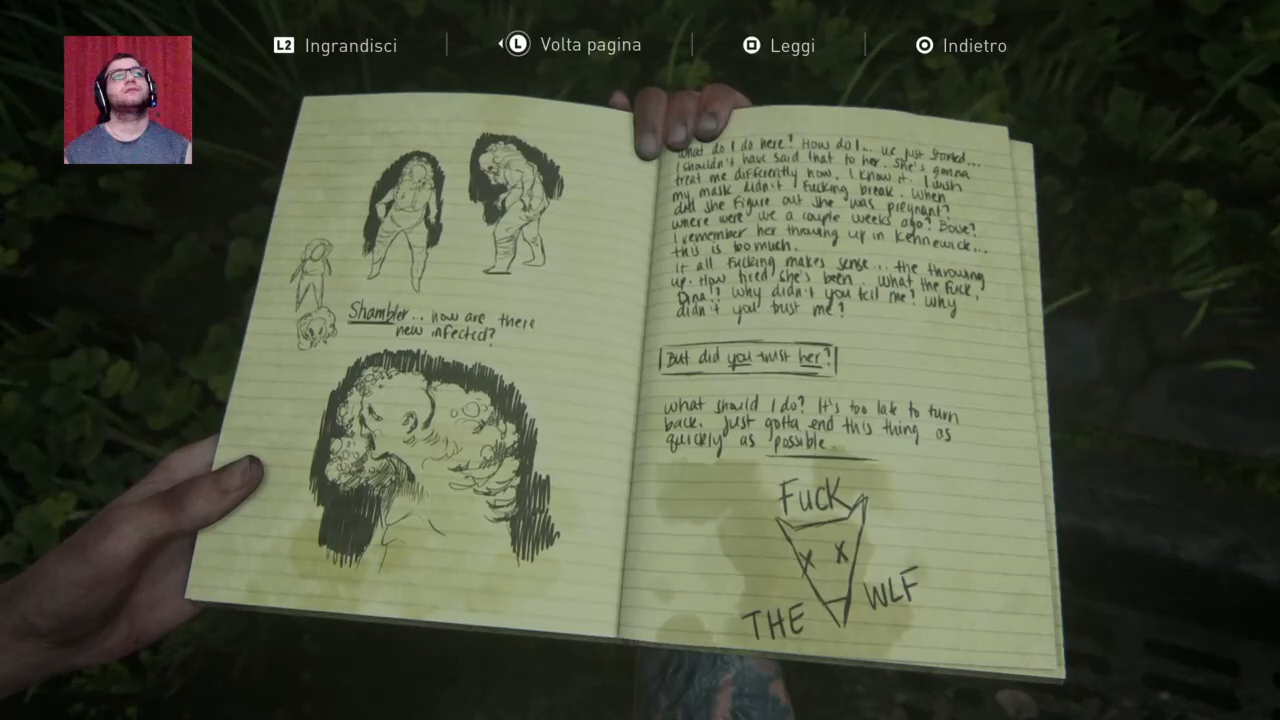 L2 Ingrandisci
L Volta pagina
Leggi
Indietro
Shambler.. how are there
new infected?
what do I do here? How do I... we just started...
I shouldn't have said that to her. She's gonna
treat me differently now. I know it. I wish
my mask didn't fucking break. When
did she figure out she was pregnant?
where were we a couple weeks ago? Boise?
I remember her throwing up in Kennewick...
this is too much.
It all fucking makes sense... the throwing
up. How tired she's been. What the fuck,
Dina!? Why didn't you tell me? Why
didn't you trust me?
But did you trust her?
what should I do? It's too late to turn
back. Just gotta end this thing as
quickly as possible.
FUCK
THE WLF